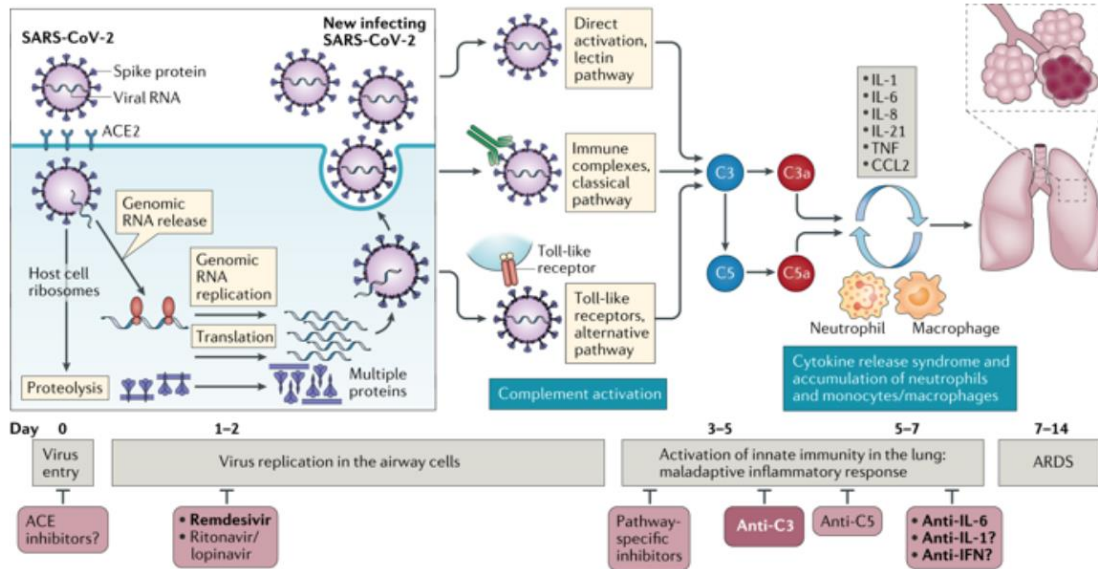 SARS-CoV-2
Spike protein
Viral RNA
ACE2
New infecting
SARS-CoV-2
Genomic
RNA release
Host cell
ribosomes
Genomic
RNA
replication
Translation
Proteolysis
Multiple
proteins
Direct
activation,
lectin
pathway
Immune
complexes,
classical
pathway
Toll-like
receptor
Toll-like
receptors,
alternative
pathway
Complement activation
C3
C3a
C5
C5a
• IL-1
• IL-6
• IL-8
• IL-21
• TNF
• CCL2
Neutrophil
Macrophage
Cytokine release syndrome and
accumulation of neutrophils
and monocytes/macrophages
Day 0 1–2 3–5 5–7 7–14
Virus
entry
Virus replication in the airway cells
Activation of innate immunity in the lung:
maladaptive inflammatory response
ARDS
ACE
inhibitors?
• Remdesivir
• Ritonavir/
lopinavir
Pathway-
specific
inhibitors
Anti-C3
Anti-C5
• Anti-IL-6
• Anti-IL-1?
• Anti-IFN?